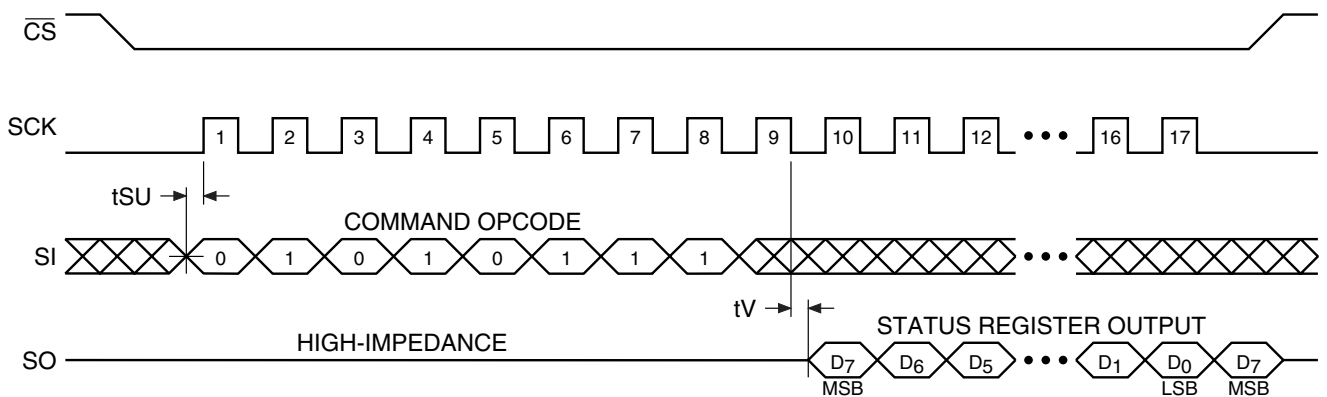 CS
SCK 1 2 3 4 5 6 7 8 9 10 11 12 ••• 16 17
tSU
COMMAND OPCODE
SI 0 1 0 1 0 1 1 1 •••
tV
STATUS REGISTER OUTPUT
HIGH-IMPEDANCE
SO D7 D6 D5 ••• D1 D0 D7
MSB LSB MSB